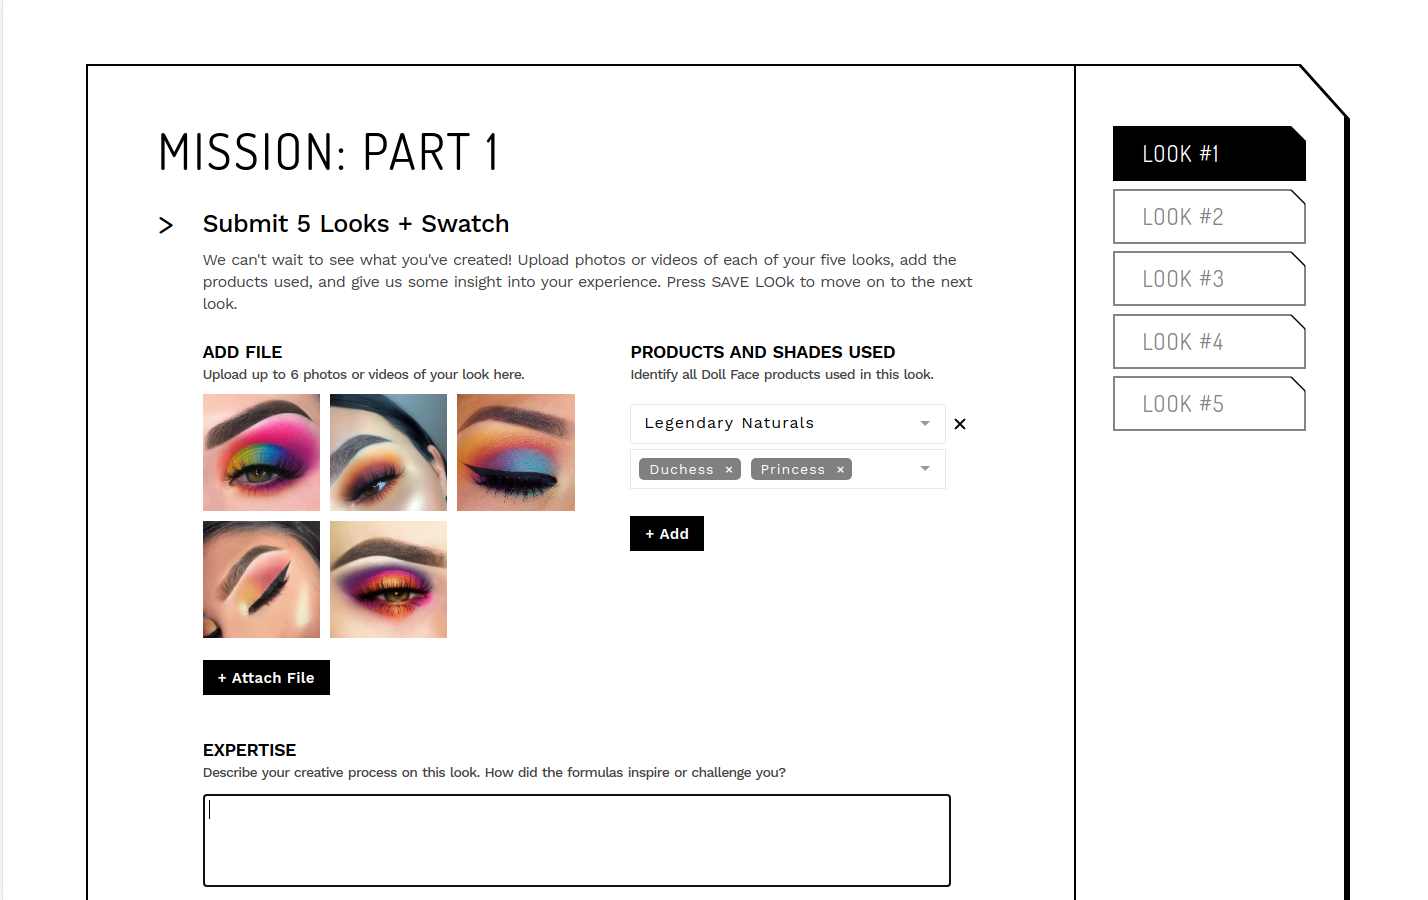 MISSION: PART 1
> Submit 5 Looks + Swatch
We can't wait to see what you've created! Upload photos or videos of each of your five looks, add the
products used, and give us some insight into your experience. Press SAVE LOOk to move on to the next
look.
ADD FILE
Upload up to 6 photos or videos of your look here.
+ Attach File
PRODUCTS AND SHADES USED
Identify all Doll Face products used in this look.
Legendary Naturals ×
Duchess × Princess ×
+ Add
EXPERTISE
Describe your creative process on this look. How did the formulas inspire or challenge you?
LOOK #1
LOOK #2
LOOK #3
LOOK #4
LOOK #5